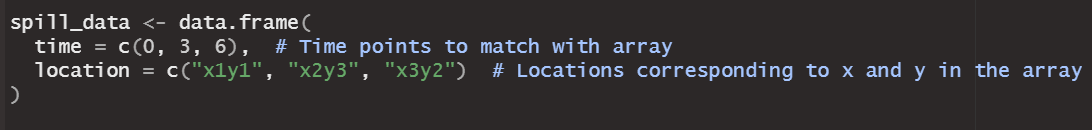 spill_data <- data.frame(
  time = c(0, 3, 6),  # Time points to match with array
  location = c("x1y1", "x2y3", "x3y2")  # Locations corresponding to x and y in the array
)